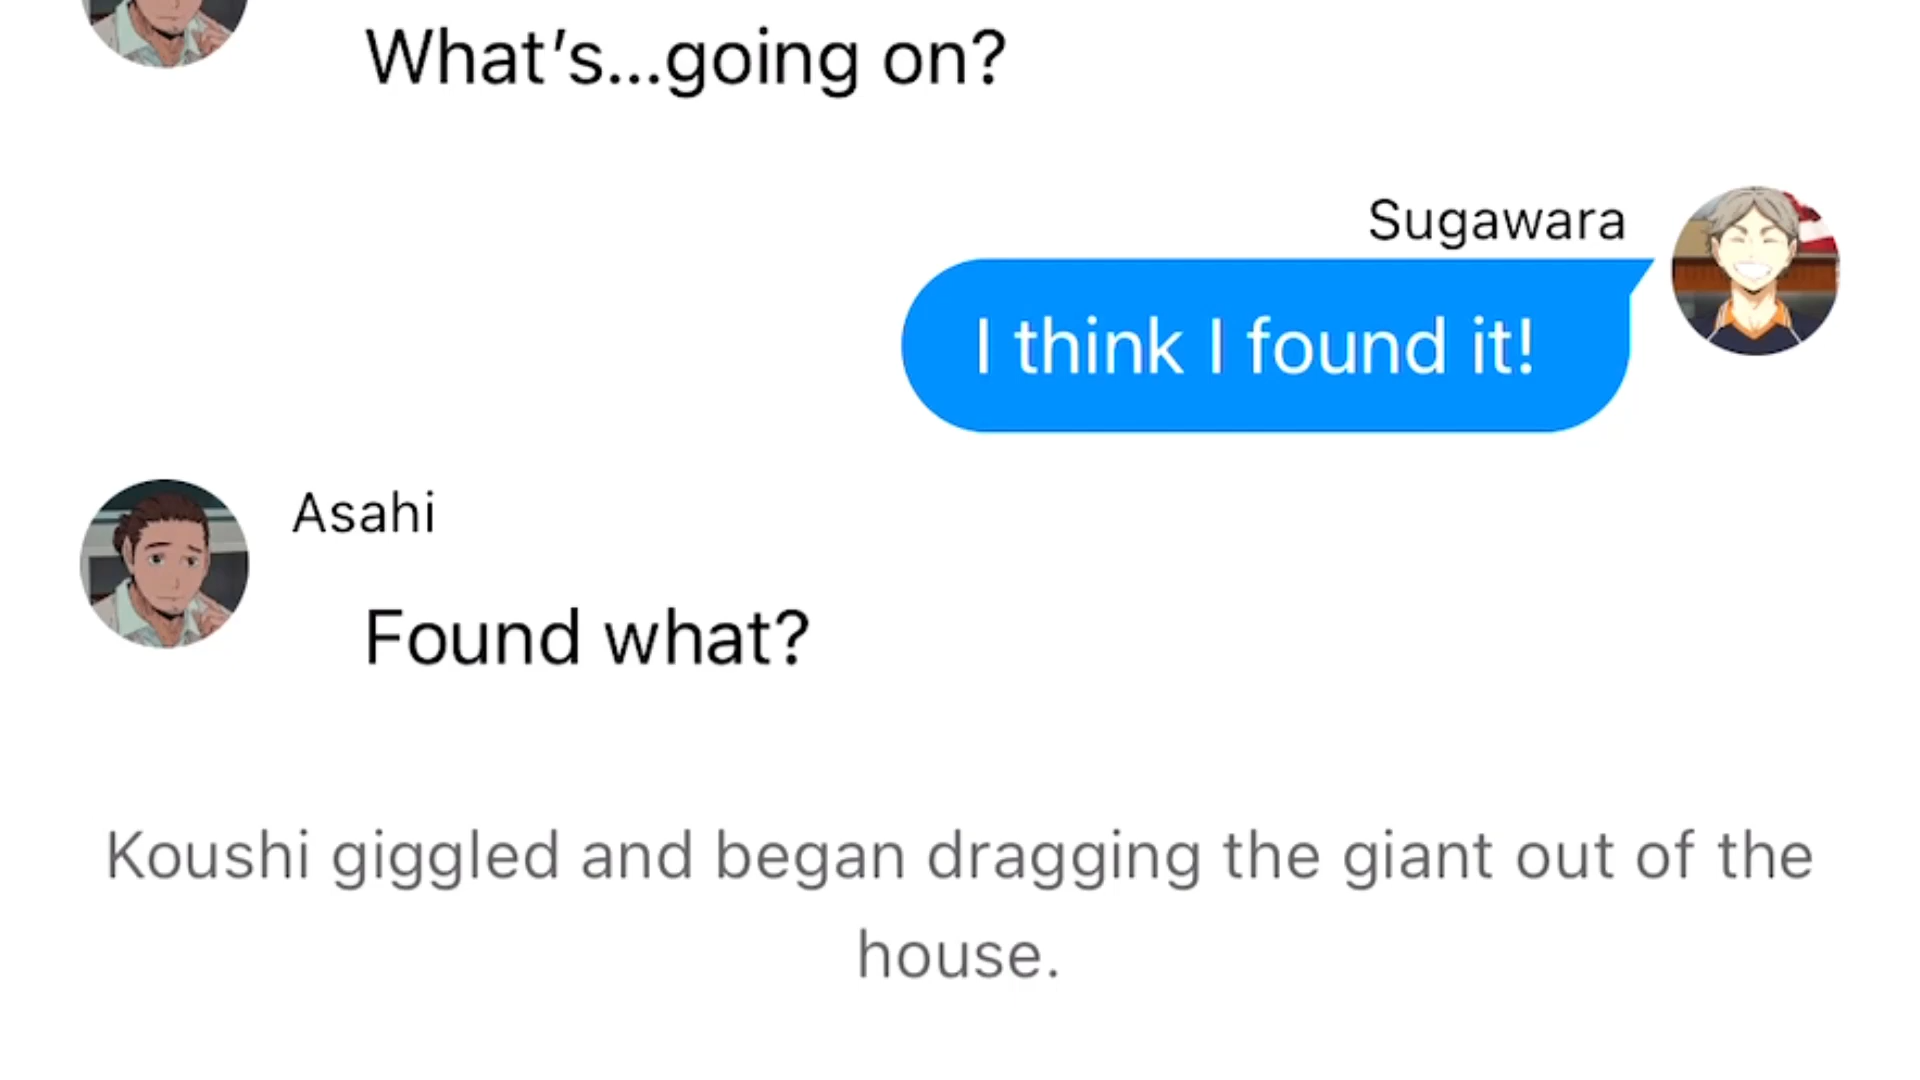 What’s...going on?
Sugawara
I think I found it!
Asahi
Found what?
Koushi giggled and began dragging the giant out of the
house.